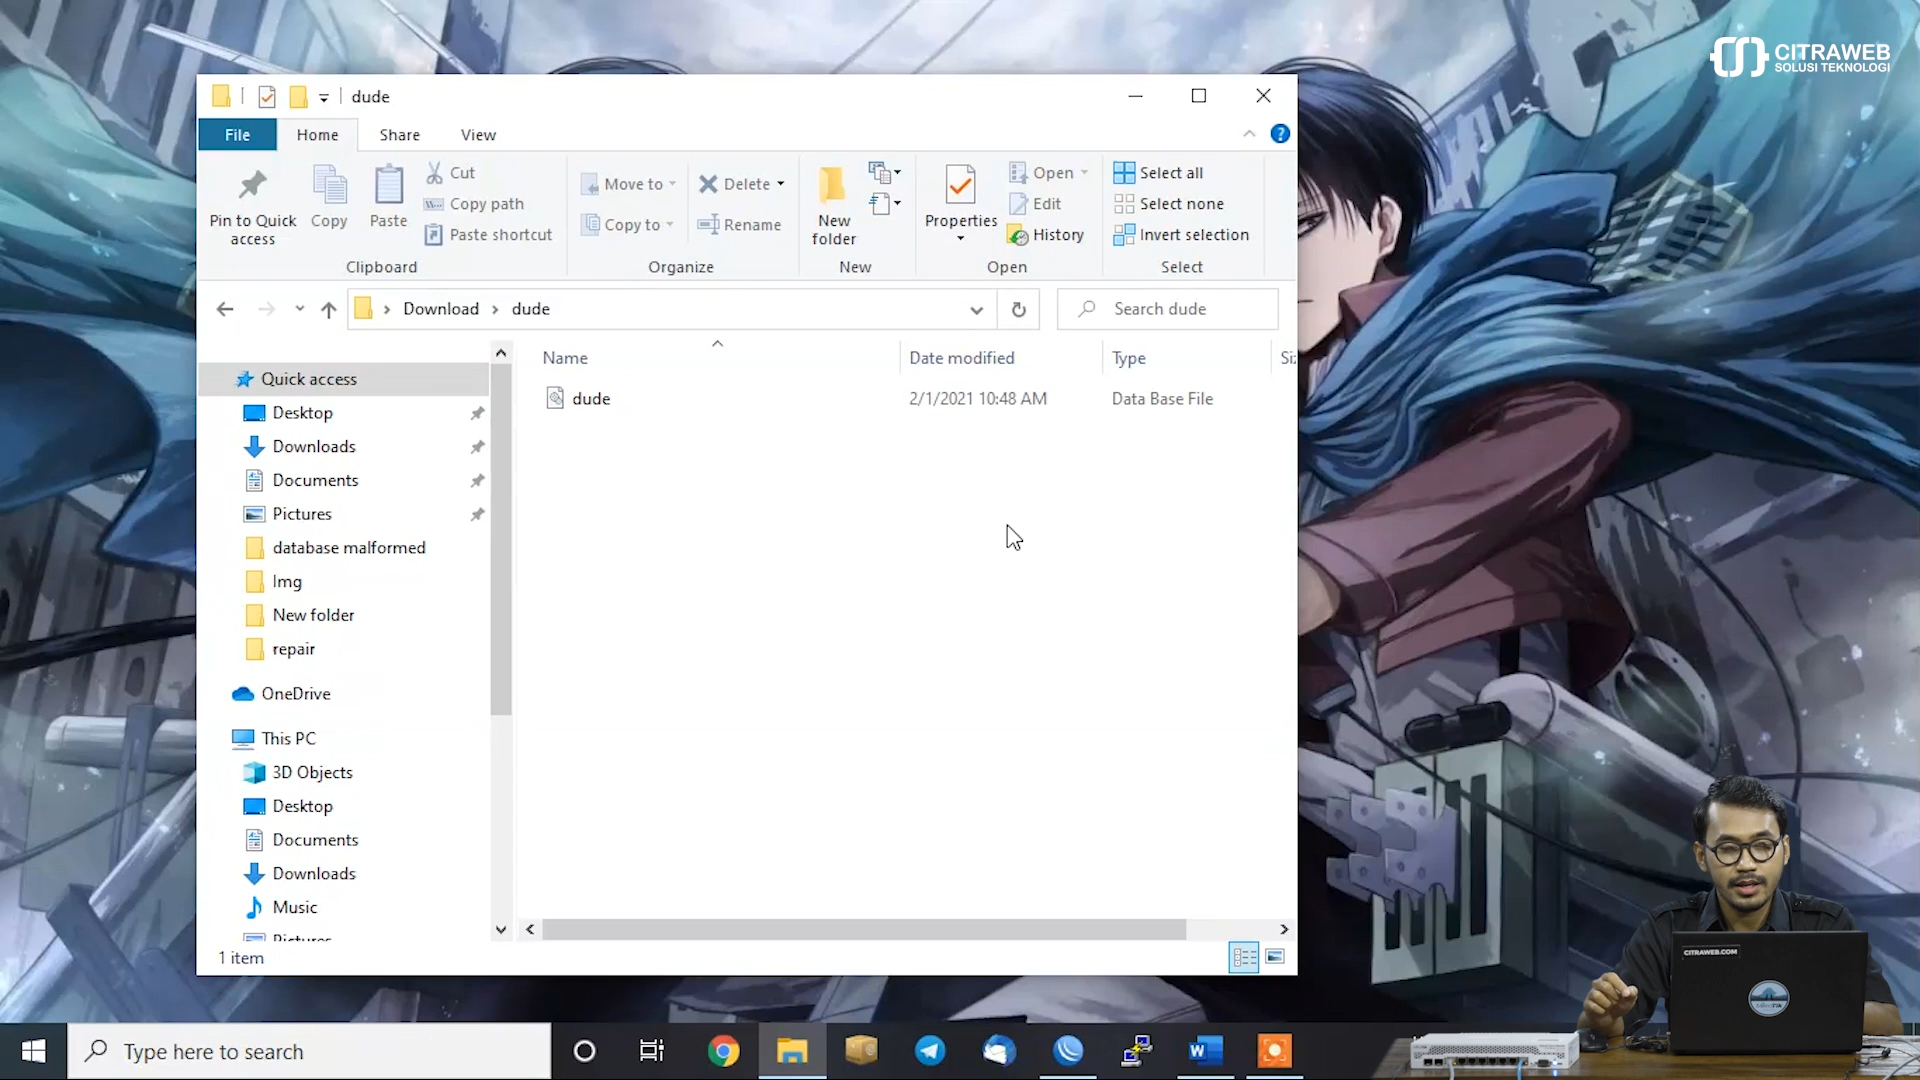 CITRAWEB
SOLUSI TEKNOLOGI
dude
File
Home
Share
View
Pin to Quick access
Copy
Paste
Cut
Copy path
Paste shortcut
Clipboard
Move to
Copy to
Delete
Rename
Organize
New folder
New
Properties
Open
Edit
History
Open
Select all
Select none
Invert selection
Select
Download
dude
Search dude
Name
Date modified
Type
dude
2/1/2021 10:48 AM
Data Base File
Quick access
Desktop
Downloads
Documents
Pictures
database malformed
Img
New folder
repair
OneDrive
This PC
3D Objects
Desktop
Documents
Downloads
Music
Pictures
1 item
CITRAWEB.COM
Type here to search